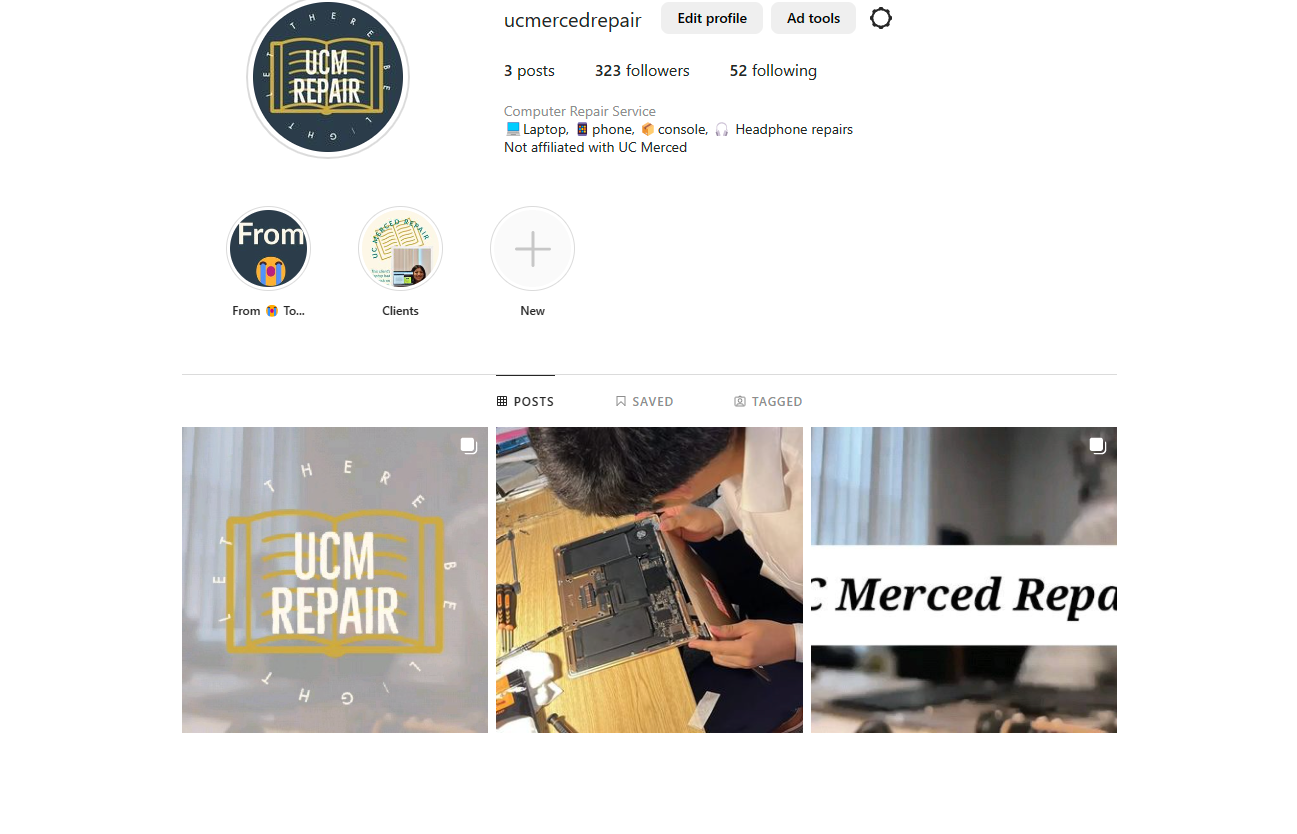 LET THERE BE LIGHT
UCM
REPAIR
ucmercedrepair
Edit profile
Ad tools
3 posts
323 followers
52 following
Computer Repair Service
💻Laptop, 📱phone, 📦console, 🎧 Headphone repairs
Not affiliated with UC Merced
From
😭
UC MERCED REPAIR
From 😭 To...
Clients
New
POSTS
SAVED
TAGGED
LET THERE BE LIGHT
UCM
REPAIR
C Merced Repa